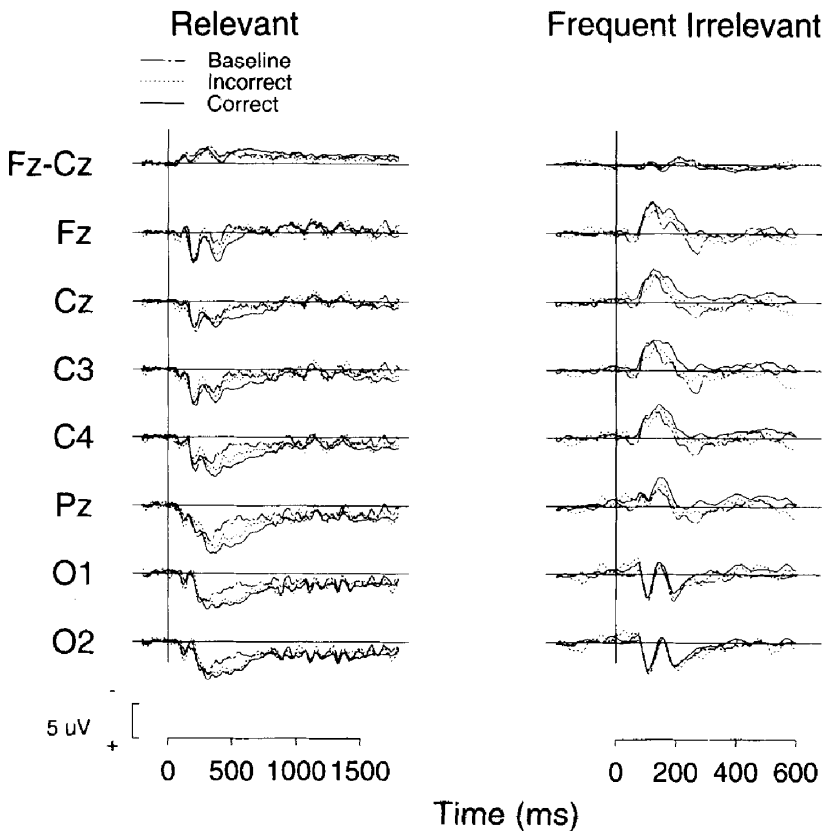 Relevant
Frequent Irrelevant
Baseline
Incorrect
Correct
Fz-Cz
Fz
Cz
C3
C4
Pz
O1
O2
-
5 uV
+
0 500 1000 1500
0 200 400 600
Time (ms)